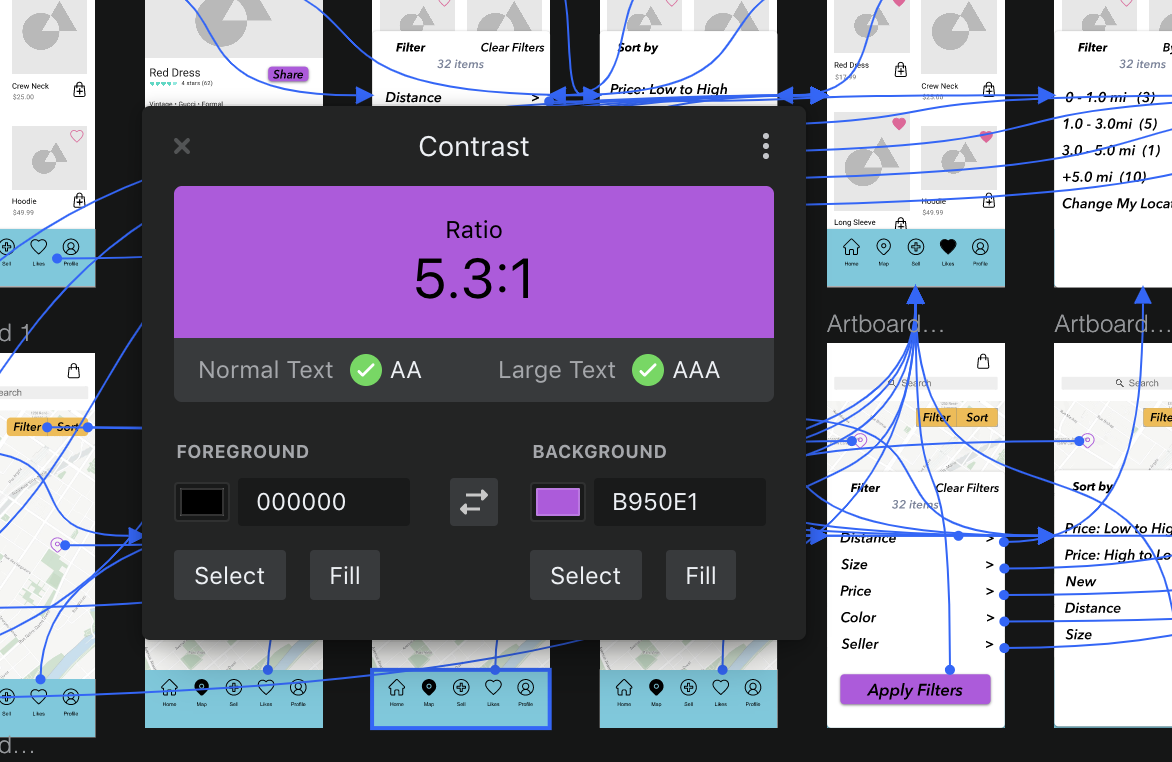 Crew Neck
$25.00
Hoodie
$49.99
Sell Likes Profile
Red Dress
4 stars (62)
Share
Vintage • Gucci • Formal
Filter Clear Filters
32 items
Distance >
Sort by
Price: Low to High
Red Dress
$17.99
Crew Neck
$25.00
Long Sleeve
Hoodie
$49.99
Home Map Sell Likes Profile
Filter By
32 items
0 - 1.0 mi (3)
1.0 - 3.0mi (5)
3.0 - 5.0 mi (1)
+5.0 mi (10)
Change My Locat
Contrast
Ratio
5.3:1
Normal Text AA
Large Text AAA
FOREGROUND
000000
Select Fill
BACKGROUND
B950E1
Select Fill
d 1
earch
Filter Sort
Sell Likes Profile
d...
Home Map Sell Likes Profile
Home Map Sell Likes Profile
Home Map Sell Likes Profile
Artboard...
Search
Filter Sort
Filter Clear Filters
32 items
Distance >
Size >
Price >
Color >
Seller >
Apply Filters
Artboard...
Search
Filte
Sort by
Price: Low to Hig
Price: High to Lo
New
Distance
Size